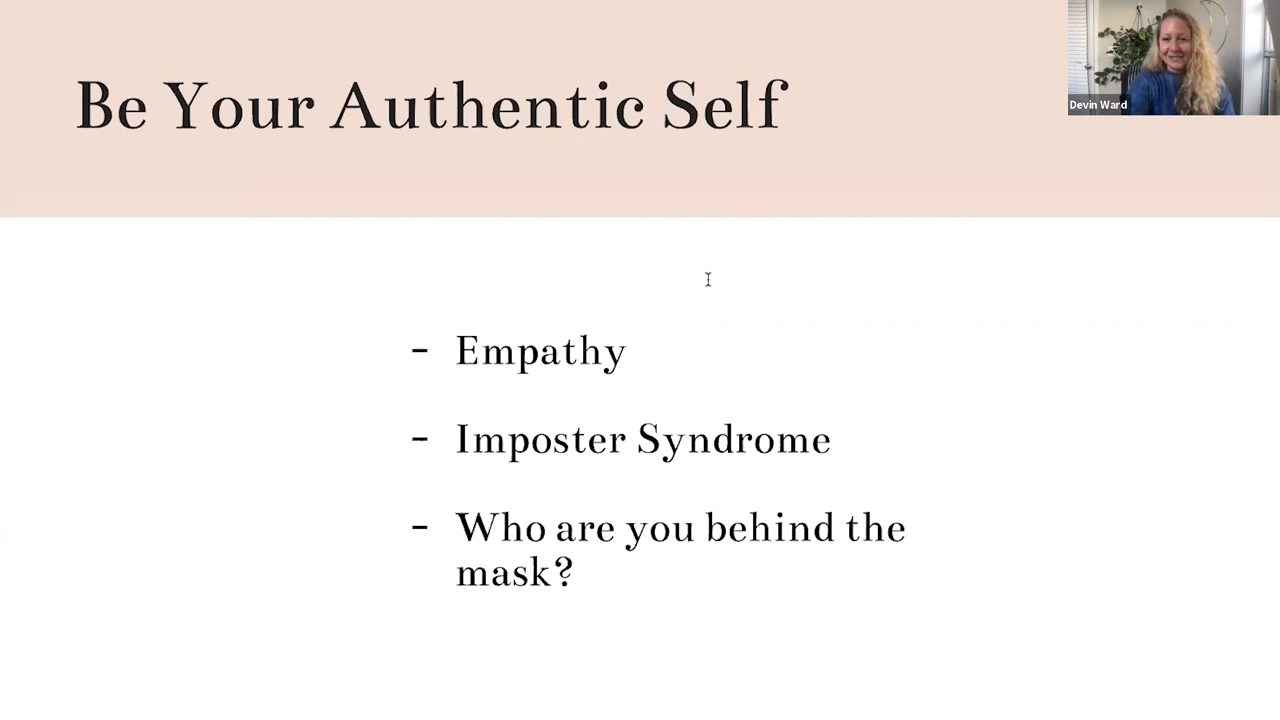 Be Your Authentic Self
Devin Ward
- Empathy
- Imposter Syndrome
- Who are you behind the
mask?